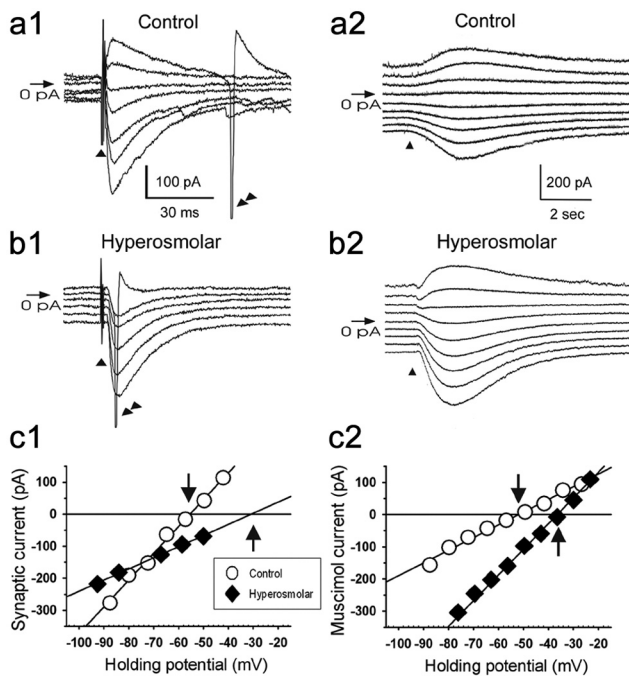 a1
Control
0 pA
100 pA
30 ms
a2
Control
0 pA
200 pA
2 sec
b1
Hyperosmolar
0 pA
b2
Hyperosmolar
0 pA
c1
Synaptic current (pA)
100
0
-100
-200
-300
-100 -90 -80 -70 -60 -50 -40 -30 -20
Holding potential (mV)
Control
Hyperosmolar
c2
Muscimol current (pA)
100
0
-100
-200
-300
-100 -90 -80 -70 -60 -50 -40 -30 -20
Holding potential (mV)